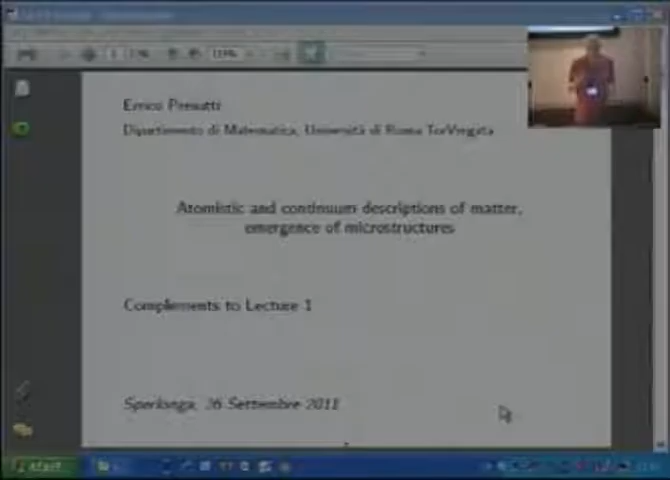 Errico Presutti
Dipartimento di Matematica, Università di Roma TorVergata
Atomistic and continuum descriptions of matter,
emergence of microstructures
Complements to Lecture 1
Sperlonga, 26 Settembre 2011
start